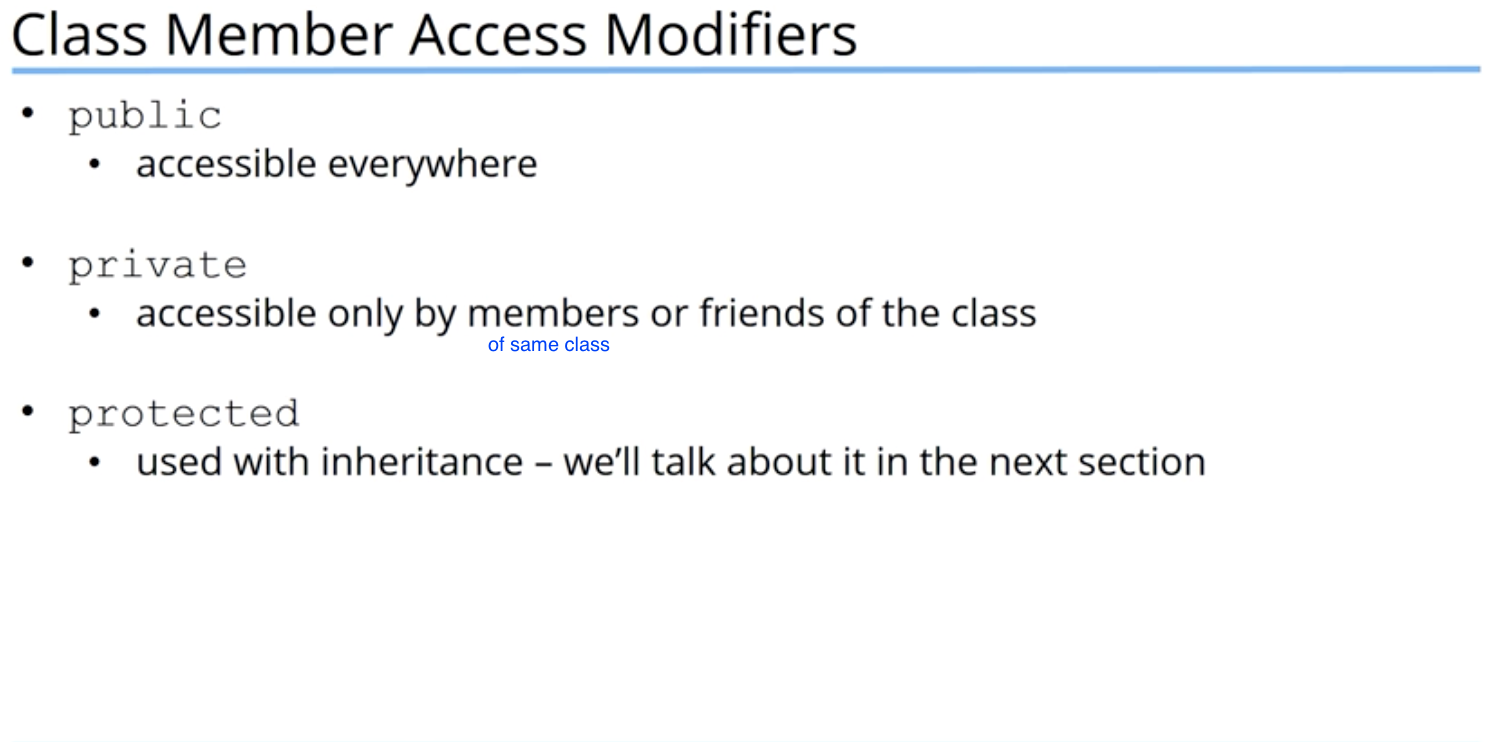 Class Member Access Modifiers
• public
• accessible everywhere
• private
• accessible only by members or friends of the class
of same class
• protected
• used with inheritance – we’ll talk about it in the next section